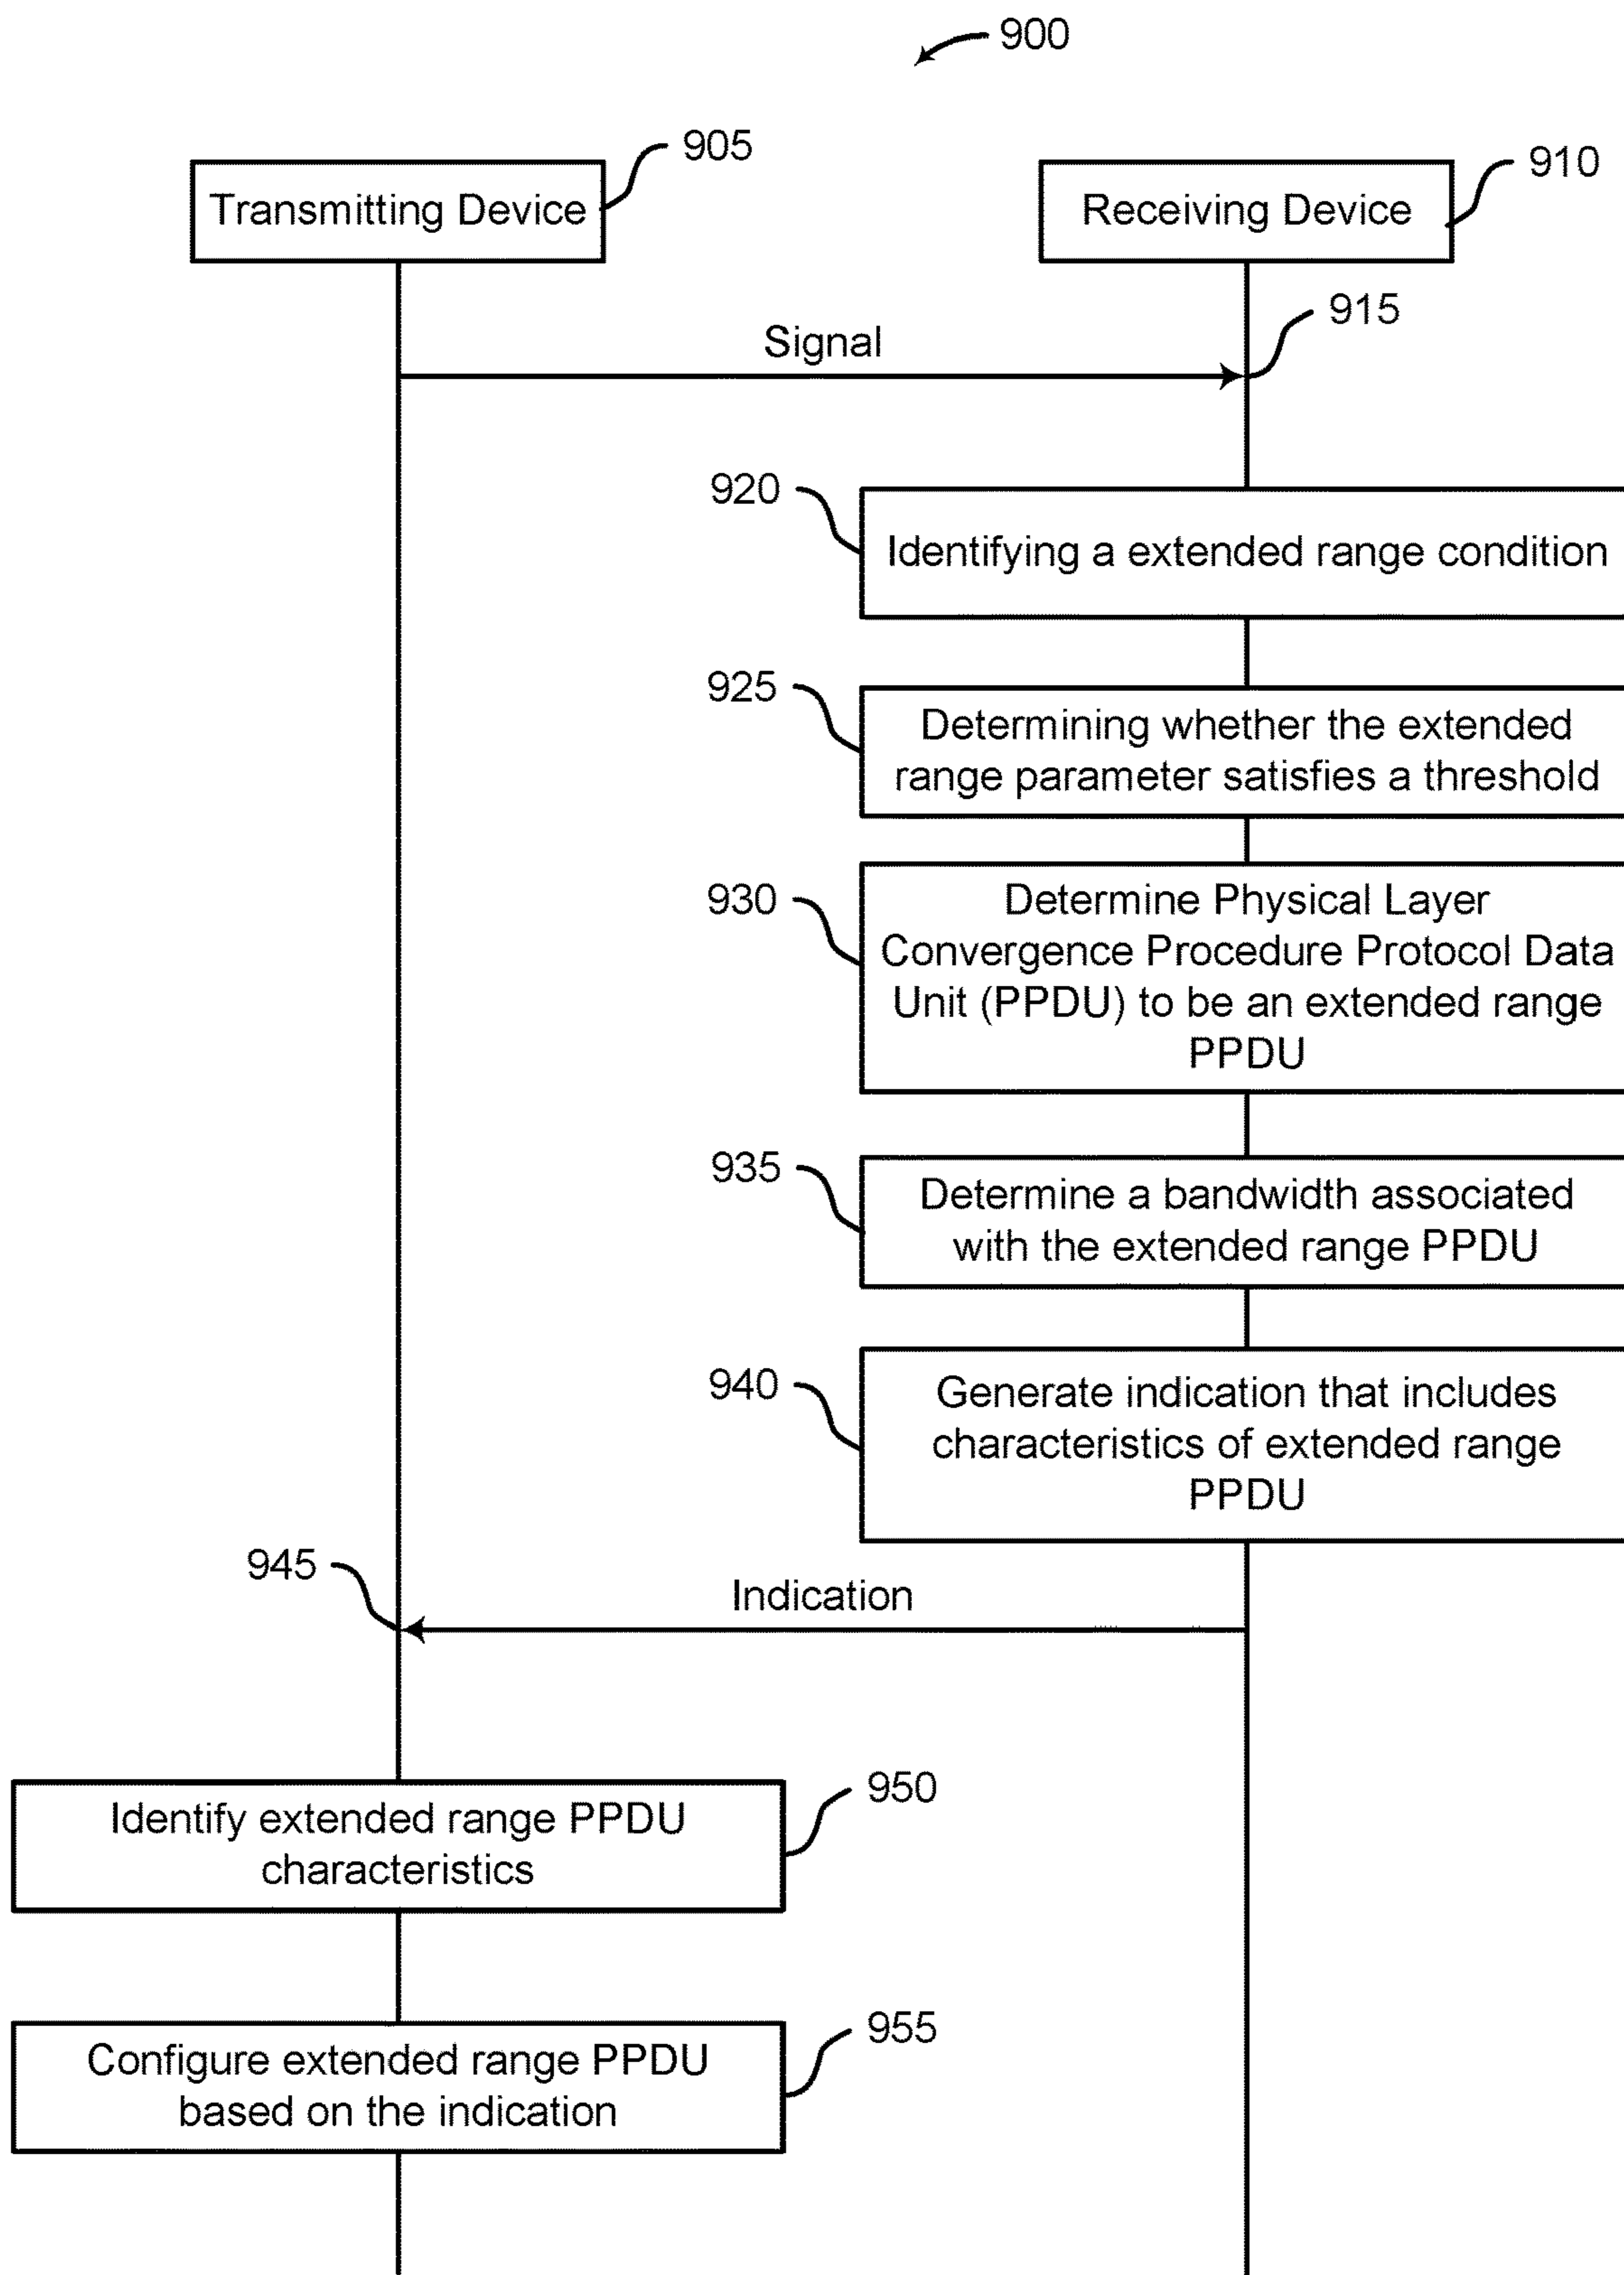 900
905
Transmitting Device
910
Receiving Device
915
Signal
920
Identifying a extended range condition
925
Determining whether the extended
range parameter satisfies a threshold
930
Determine Physical Layer
Convergence Procedure Protocol Data
Unit (PPDU) to be an extended range
PPDU
935
Determine a bandwidth associated
with the extended range PPDU
940
Generate indication that includes
characteristics of extended range
PPDU
945
Indication
950
Identify extended range PPDU
characteristics
955
Configure extended range PPDU
based on the indication